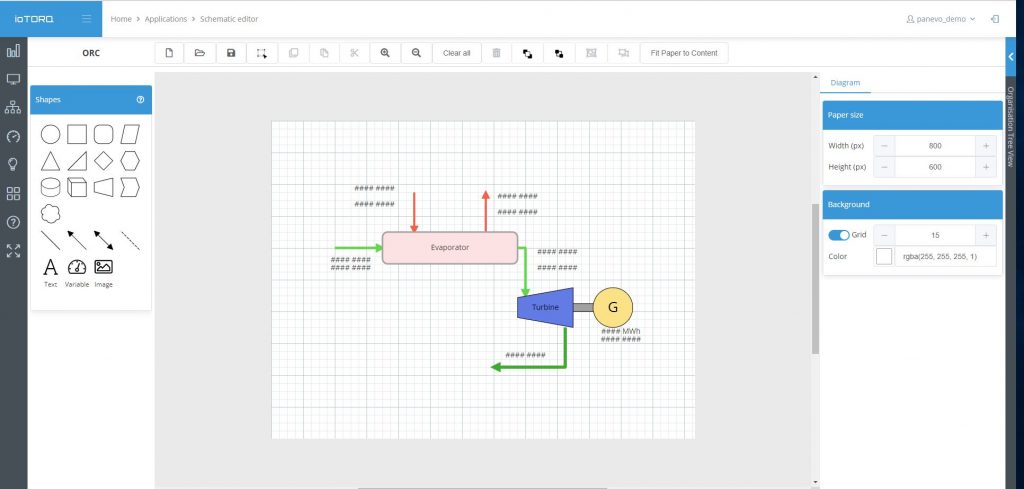 ioTORQ
Home > Applications > Schematic editor
panevo_demo
ORC
Clear all
Fit Paper to Content
Shapes
Text Variable Image
#### ####
#### ####
#### ####
#### ####
Evaporator
#### ####
#### ####
#### ####
#### ####
Turbine
G
#### MWh
#### ####
#### ####
Diagram
Paper size
Width (px) 800
Height (px) 600
Background
Grid 15
Color rgba(255, 255, 255, 1)
Organisation Tree View